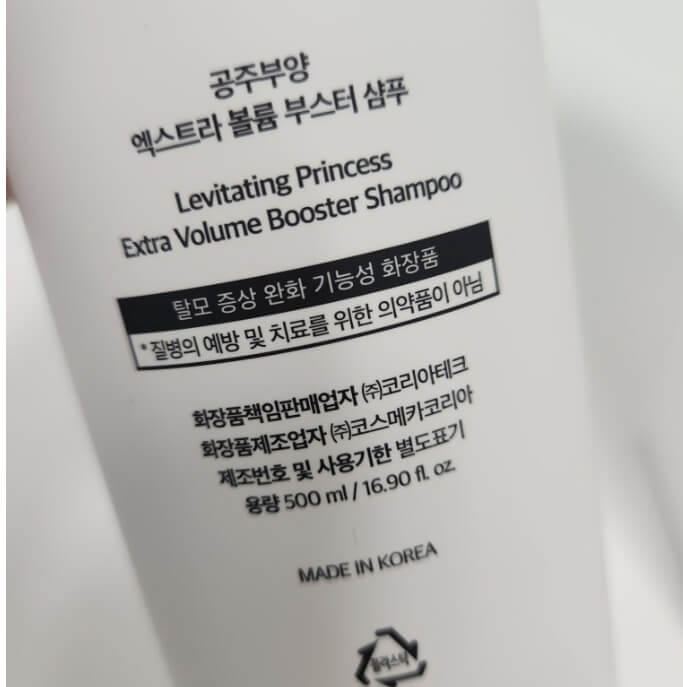 공주부양
엑스트라 볼륨 부스터 샴푸
Levitating Princess
Extra Volume Booster Shampoo
탈모 증상 완화 기능성 화장품
*질병의 예방 및 치료를 위한 의약품이 아님
화장품책임판매업자 ㈜코리아테크
화장품제조업자 ㈜코스메카코리아
제조번호 및 사용기한 별도표기
용량 500 ml / 16.90 fl. oz.
MADE IN KOREA
플라스틱